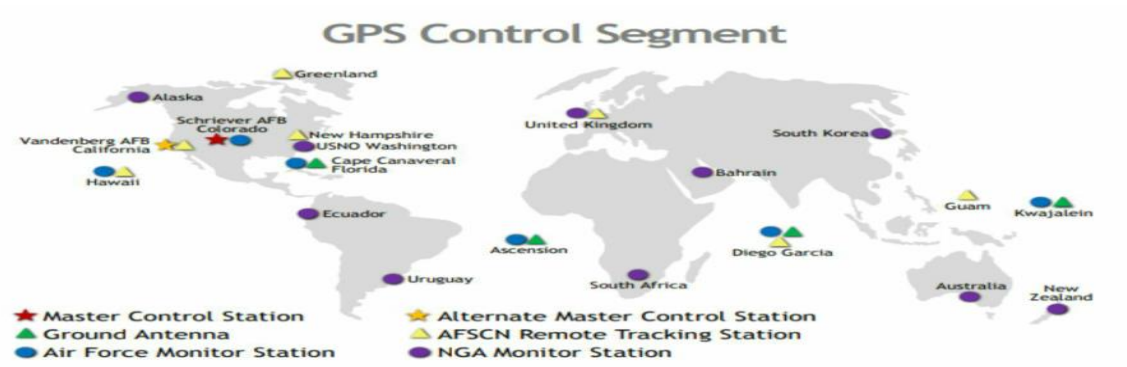 GPS Control Segment
Greenland
Alaska
Schriever AFB
Colorado
Vandenberg AFB
California
New Hampshire
USNO Washington
Cape Canaveral
Florida
Hawaii
United Kingdom
South Korea
Bahrain
Guam
Kwajalein
Ecuador
Ascension
Diego Garcia
Uruguay
South Africa
Australia
New
Zealand
Master Control Station
Alternate Master Control Station
Ground Antenna
AFSCN Remote Tracking Station
Air Force Monitor Station
NGA Monitor Station